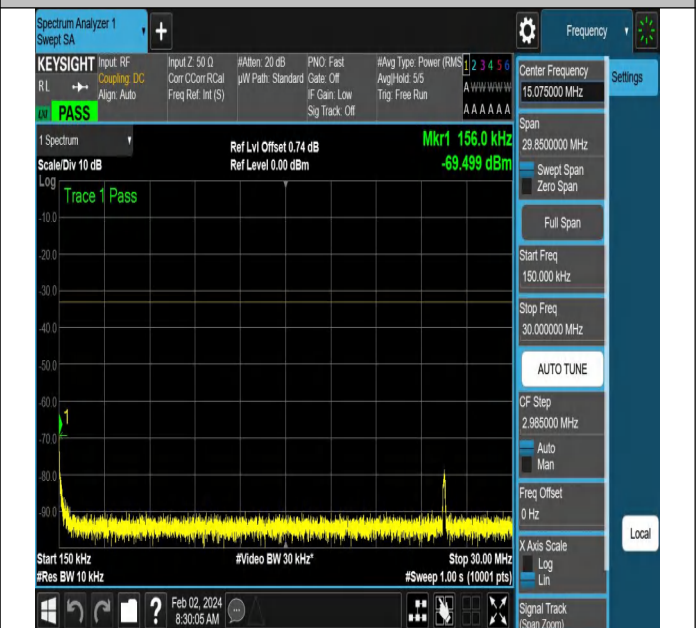 Spectrum Analyzer 1
Swept SA
+
Frequency
KEYSIGHT
RL
PASS
Input: RF
Coupling: DC
Align: Auto
Input Z: 50 Ω
Corr CCorr RCal
Freq Ref: Int (S)
#Atten: 20 dB
µW Path: Standard
PNO: Fast
Gate: Off
IF Gain: Low
Sig Track: Off
#Avg Type: Power (RMS
Avg|Hold: 5/5
Trig: Free Run
1 2 3 4 5 6
A W W W W W
A A A A A A
1 Spectrum
Scale/Div 10 dB
Ref Lvl Offset 0.74 dB
Ref Level 0.00 dBm
Mkr1 156.0 kHz
-69.499 dBm
Log
Trace 1 Pass
-10.0
-20.0
-30.0
-40.0
-50.0
-60.0
1
-70.0
-80.0
-90.0
Start 150 kHz
#Video BW 30 kHz*
Stop 30.00 MHz
#Res BW 10 kHz
#Sweep 1.00 s (10001 pts)
Feb 02, 2024
8:30:05 AM
?
Center Frequency
15.075000 MHz
Settings
Span
29.8500000 MHz
Swept Span
Zero Span
Full Span
Start Freq
150.000 kHz
Stop Freq
30.000000 MHz
AUTO TUNE
CF Step
2.985000 MHz
Auto
Man
Freq Offset
0 Hz
Local
X Axis Scale
Log
Lin
Signal Track
(Span Zoom)